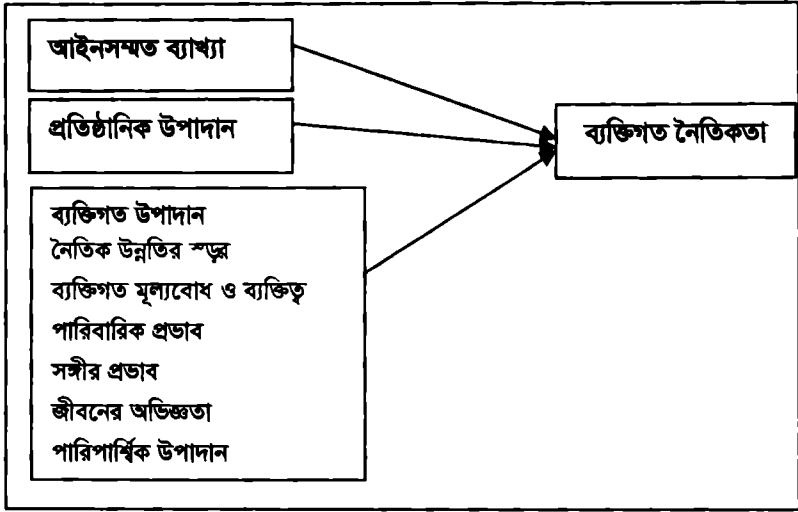 আইনসম্মত ব্যাখ্যা
প্রতিষ্ঠানিক উপাদান
ব্যক্তিগত নৈতিকতা
ব্যক্তিগত উপাদান
নৈতিক উন্নতির স্ড়র
ব্যক্তিগত মূল্যবোধ ও ব্যক্তিত্ব
পারিবারিক প্রভাব
সঙ্গীর প্রভাব
জীবনের অভিজ্ঞতা
পারিপার্শ্বিক উপাদান